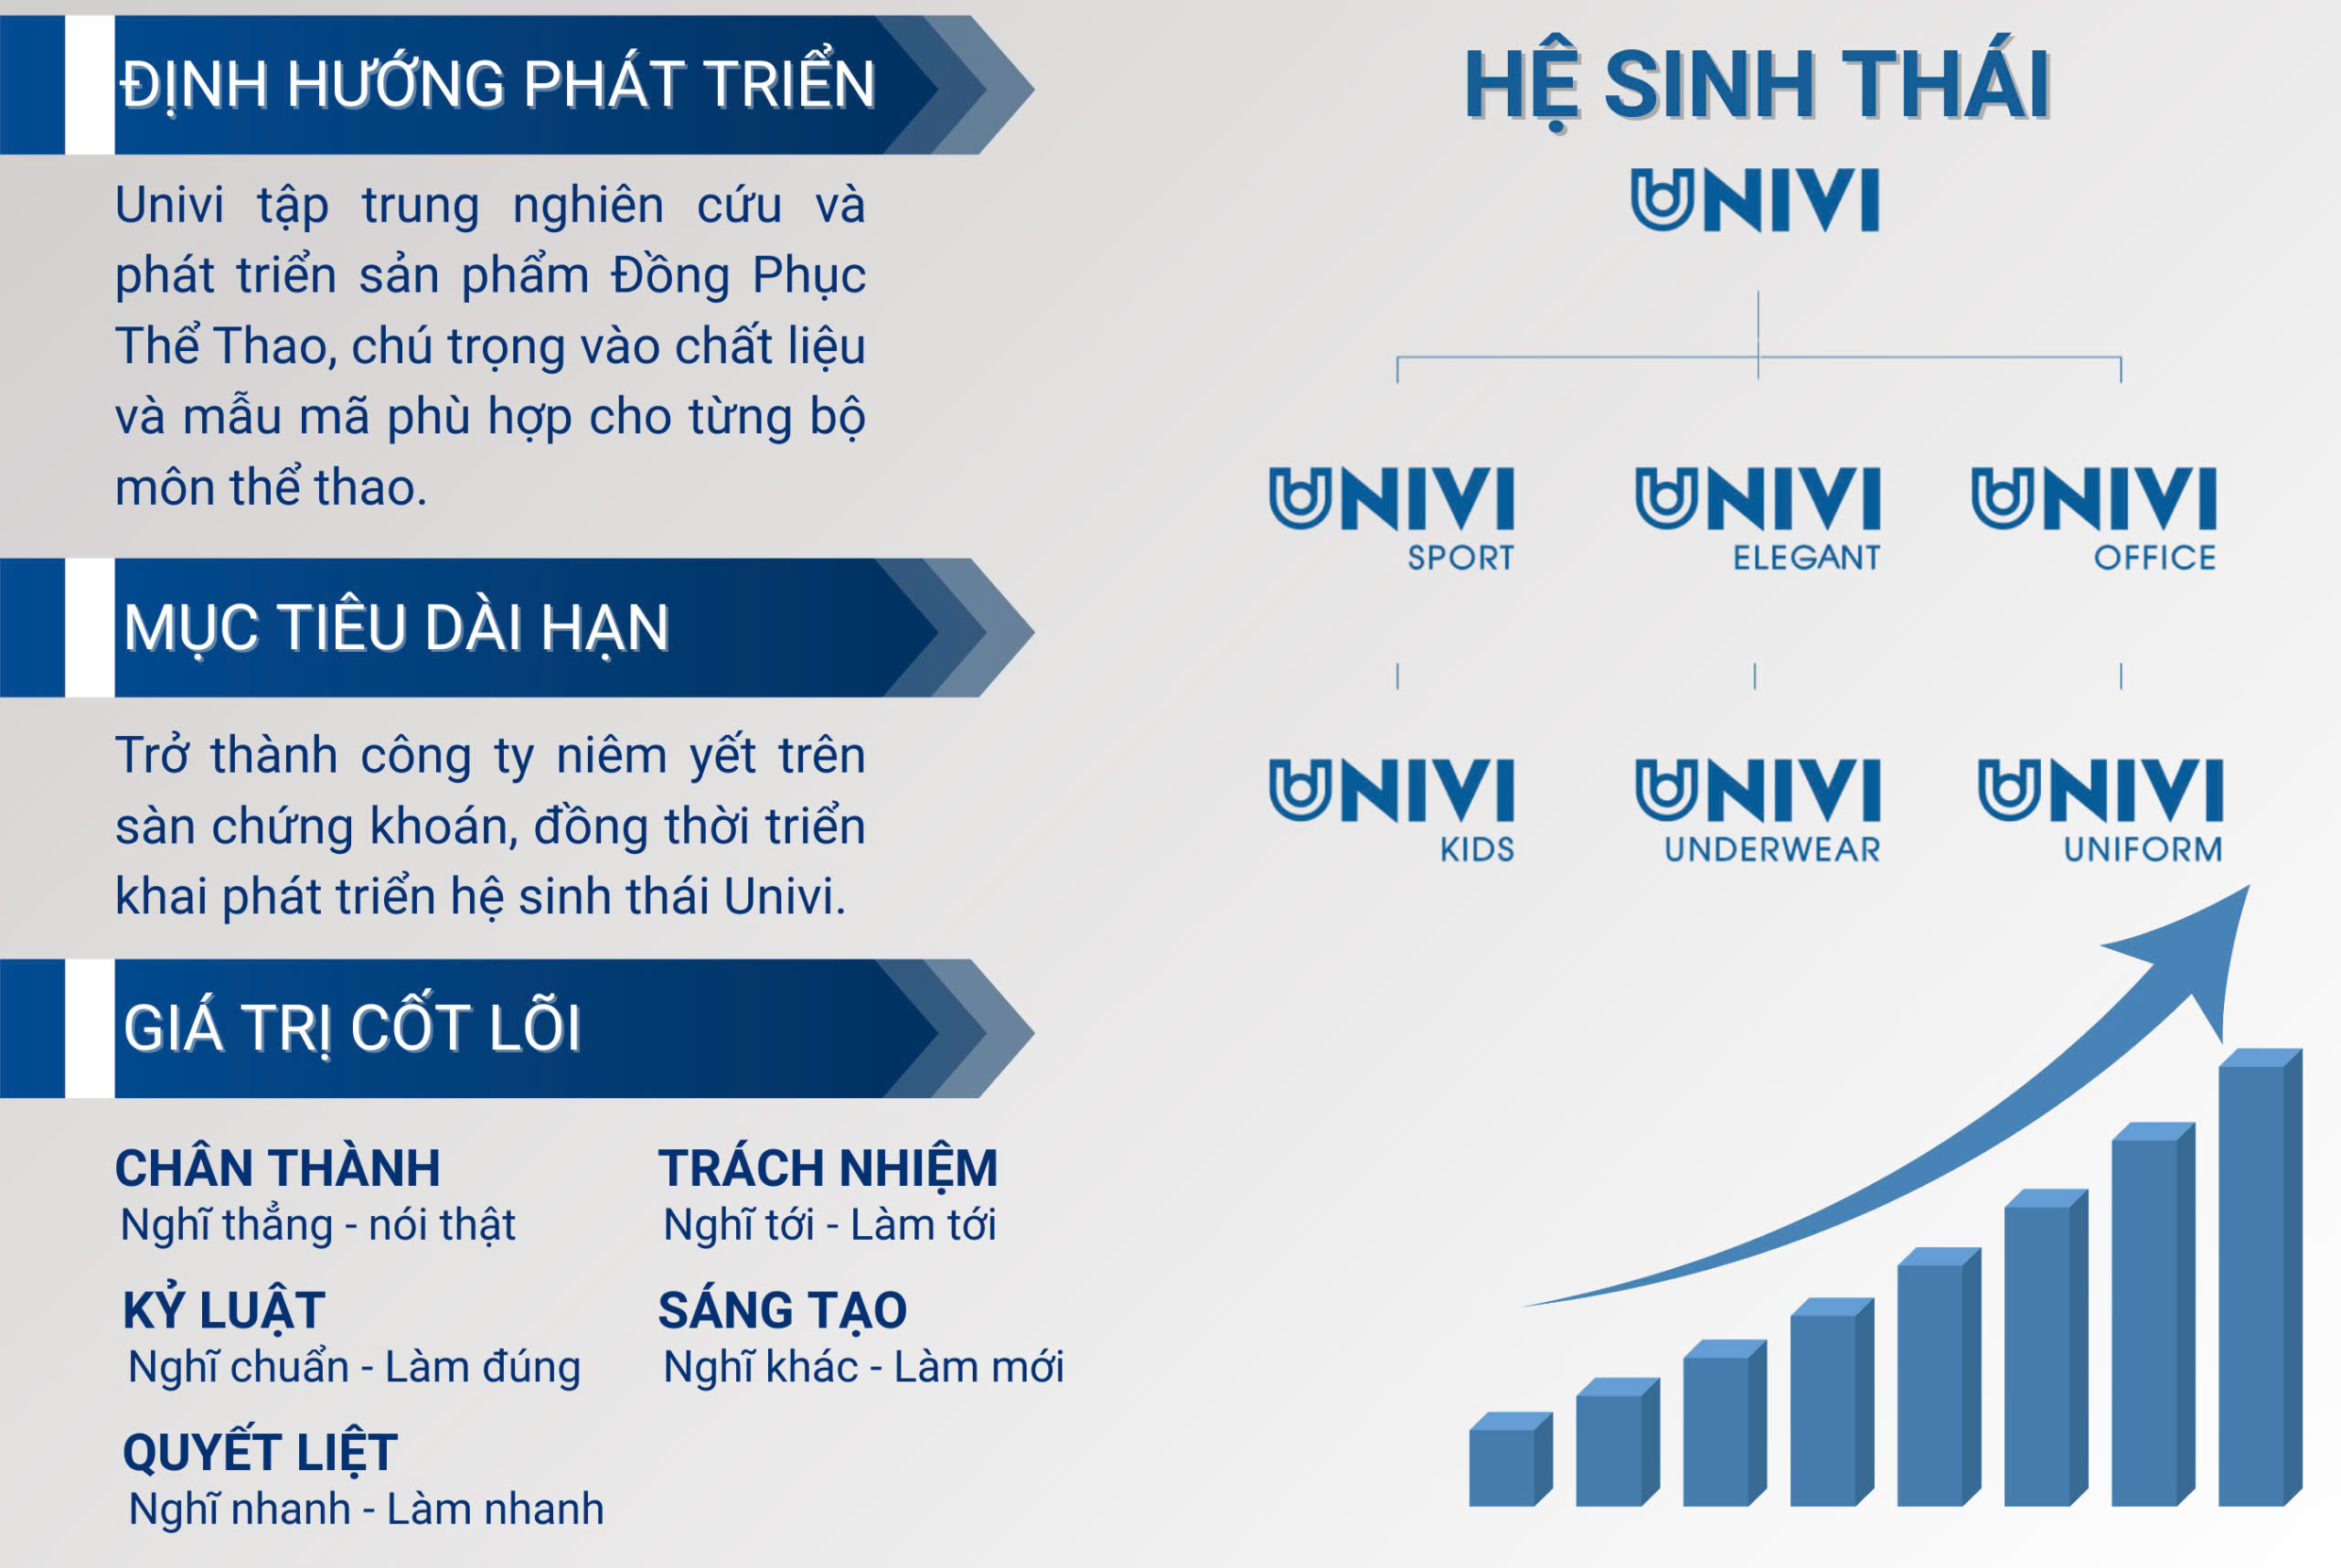 ĐỊNH HƯỚNG PHÁT TRIỂN
Univi tập trung nghiên cứu và
phát triển sản phẩm Đồng Phục
Thể Thao, chú trọng vào chất liệu
và mẫu mã phù hợp cho từng bộ
môn thể thao.
MỤC TIÊU DÀI HẠN
Trở thành công ty niêm yết trên
sàn chứng khoán, đồng thời triển
khai phát triển hệ sinh thái Univi.
GIÁ TRỊ CỐT LÕI
CHÂN THÀNH
Nghĩ thẳng - nói thật
TRÁCH NHIỆM
Nghĩ tới - Làm tới
KỶ LUẬT
Nghĩ chuẩn - Làm đúng
SÁNG TẠO
Nghĩ khác - Làm mới
QUYẾT LIỆT
Nghĩ nhanh - Làm nhanh
HỆ SINH THÁI
UNIVI
UNIVI
SPORT
UNIVI
ELEGANT
UNIVI
OFFICE
UNIVI
KIDS
UNIVI
UNDERWEAR
UNIVI
UNIFORM